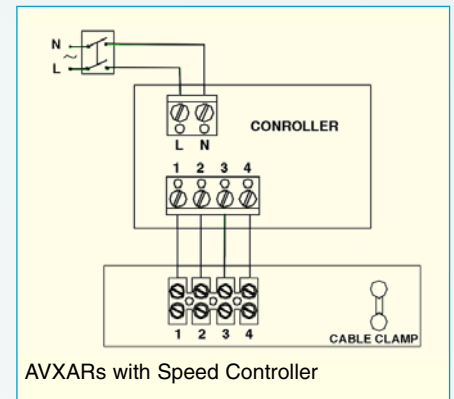 N
~
L
CONROLLER
L N
1 2 3 4
1 2 3 4
CABLE CLAMP
AVXARs with Speed Controller